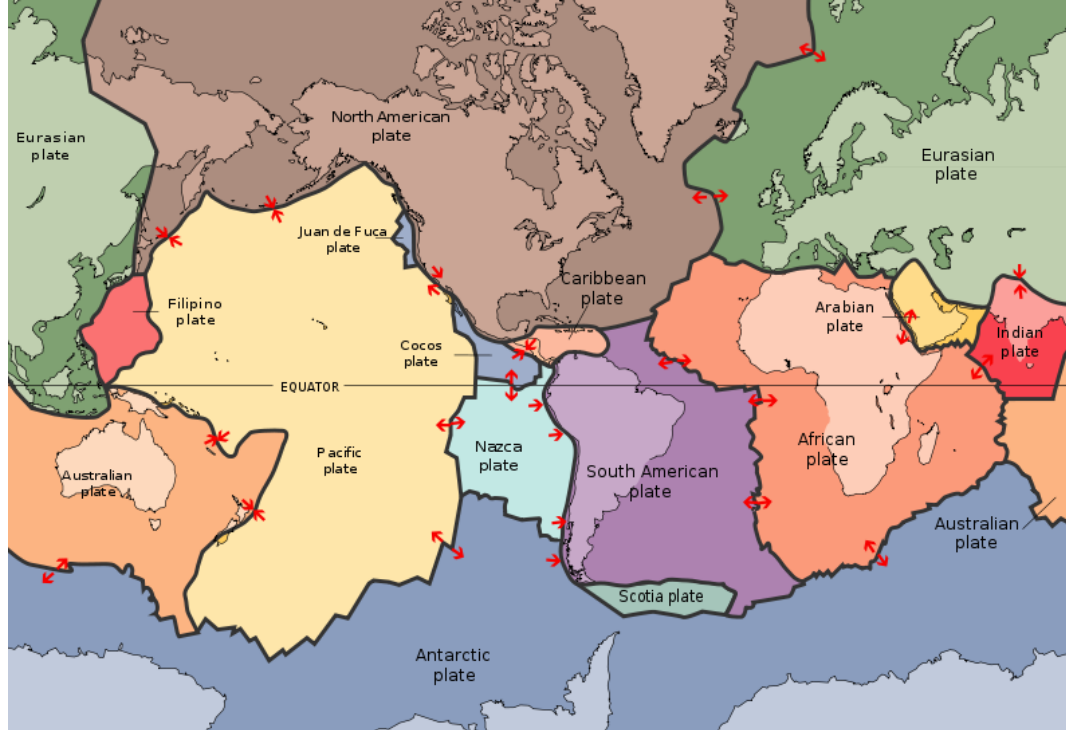 North American
plate
Eurasian
plate
Eurasian
plate
Juan de Fuca
plate
Caribbean
plate
Filipino
plate
Arabian
plate
Indian
plate
Cocos
plate
EQUATOR
Nazca
plate
Pacific
plate
African
plate
Australian
plate
South American
plate
Australian
plate
Scotia plate
Antarctic
plate